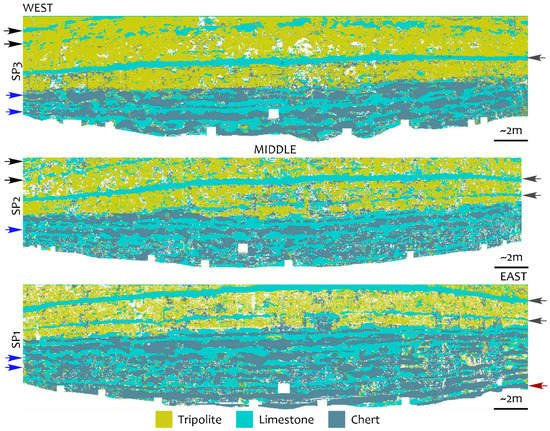 WEST
SP3
~2m
MIDDLE
SP2
~2m
EAST
SP1
~2m
Tripolite Limestone Chert